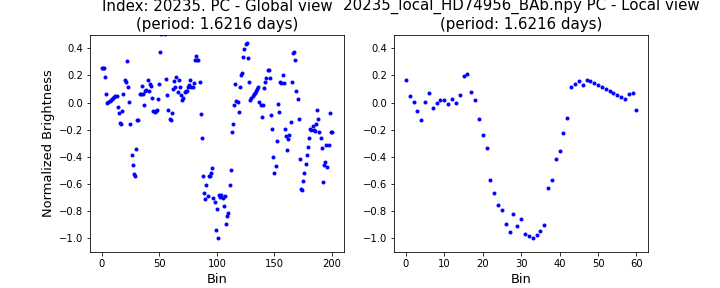 Index: 20235. PC - Global view
(period: 1.6216 days)
20235_local_HD74956_BAb.npy PC - Local view
(period: 1.6216 days)
Normalized Brightness
0.4
0.2
0.0
−0.2
−0.4
−0.6
−0.8
−1.0
0 50 100 150 200
Bin
0.4
0.2
0.0
−0.2
−0.4
−0.6
−0.8
−1.0
0 10 20 30 40 50 60
Bin